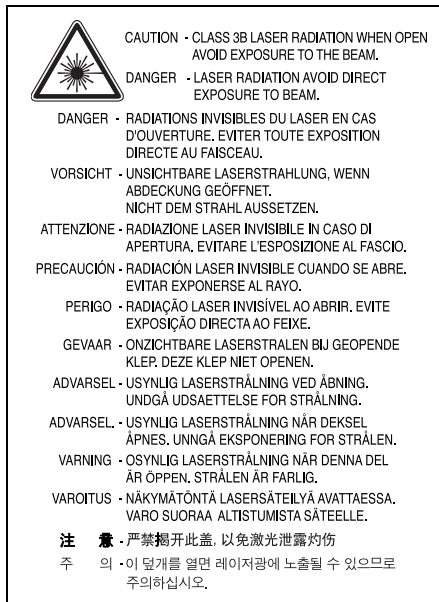 CAUTION - CLASS 3B LASER RADIATION WHEN OPEN
AVOID EXPOSURE TO THE BEAM.
DANGER - LASER RADIATION AVOID DIRECT
EXPOSURE TO BEAM.
DANGER - RADIATIONS INVISIBLES DU LASER EN CAS
D'OUVERTURE. EVITER TOUTE EXPOSITION
DIRECTE AU FAISCEAU.
VORSICHT - UNSICHTBARE LASERSTRAHLUNG, WENN
ABDECKUNG GEÖFFNET.
NICHT DEM STRAHL AUSSETZEN.
ATTENZIONE - RADIAZIONE LASER INVISIBILE IN CASO DI
APERTURA. EVITARE L'ESPOSIZIONE AL FASCIO.
PRECAUCIÓN - RADIACIÓN LASER INVISIBLE CUANDO SE ABRE.
EVITAR EXPONERSE AL RAYO.
PERIGO - RADIAÇÃO LASER INVISÍVEL AO ABRIR. EVITE
EXPOSIÇÃO DIRECTA AO FEIXE.
GEVAAR - ONZICHTBARE LASERSTRALEN BIJ GEOPENDE
KLEP. DEZE KLEP NIET OPENEN.
ADVARSEL - USYNLIG LASERSTRÅLNING VED ÅBNING.
UNDGÅ UDSAETTELSE FOR STRÅLNING.
ADVARSEL. - USYNLIG LASERSTRÅLNING NÅR DEKSEL
ÅPNES. UNNGÅ EKSPONERING FOR STRÅLEN.
VARNING - OSYNLIG LASERSTRÅLNING NÄR DENNA DEL
ÄR ÖPPEN. STRÅLEN ÄR FARLIG.
VAROITUS - NÄKYMÄTÖNTÄ LASERSÄTEILYÄ AVATTAESSA.
VARO SUORAA ALTISTUMISTA SÄTEELLE.
注 意 - 严禁揭开此盖, 以免激光泄露灼伤
주 의 - 이 덮개를 열면 레이저광에 노출될 수 있으므로
주의하십시오.